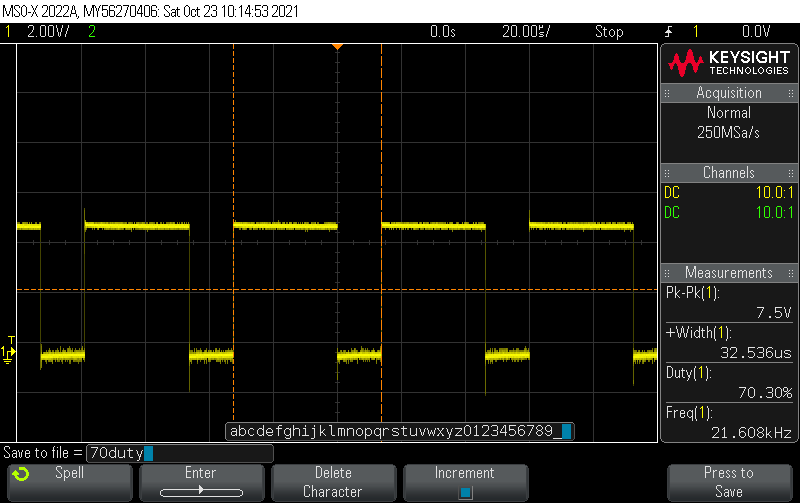 MSO-X 2022A, MY56270406: Sat Oct 23 10:14:53 2021
1 2.00V/ 2 0.0s 20.00us/ Stop 1 0.0V
KEYSIGHT
TECHNOLOGIES
Acquisition
Normal
250MSa/s
Channels
DC 10.0:1
DC 10.0:1
Measurements
Pk-Pk(1):
7.5V
+Width(1):
32.536us
Duty(1):
70.30%
Freq(1):
21.608kHz
T
1
abcdefghijklmnopqrstuvwxyz0123456789_
Save to file = 70duty
Spell
Enter
Delete
Character
Increment
Press to
Save